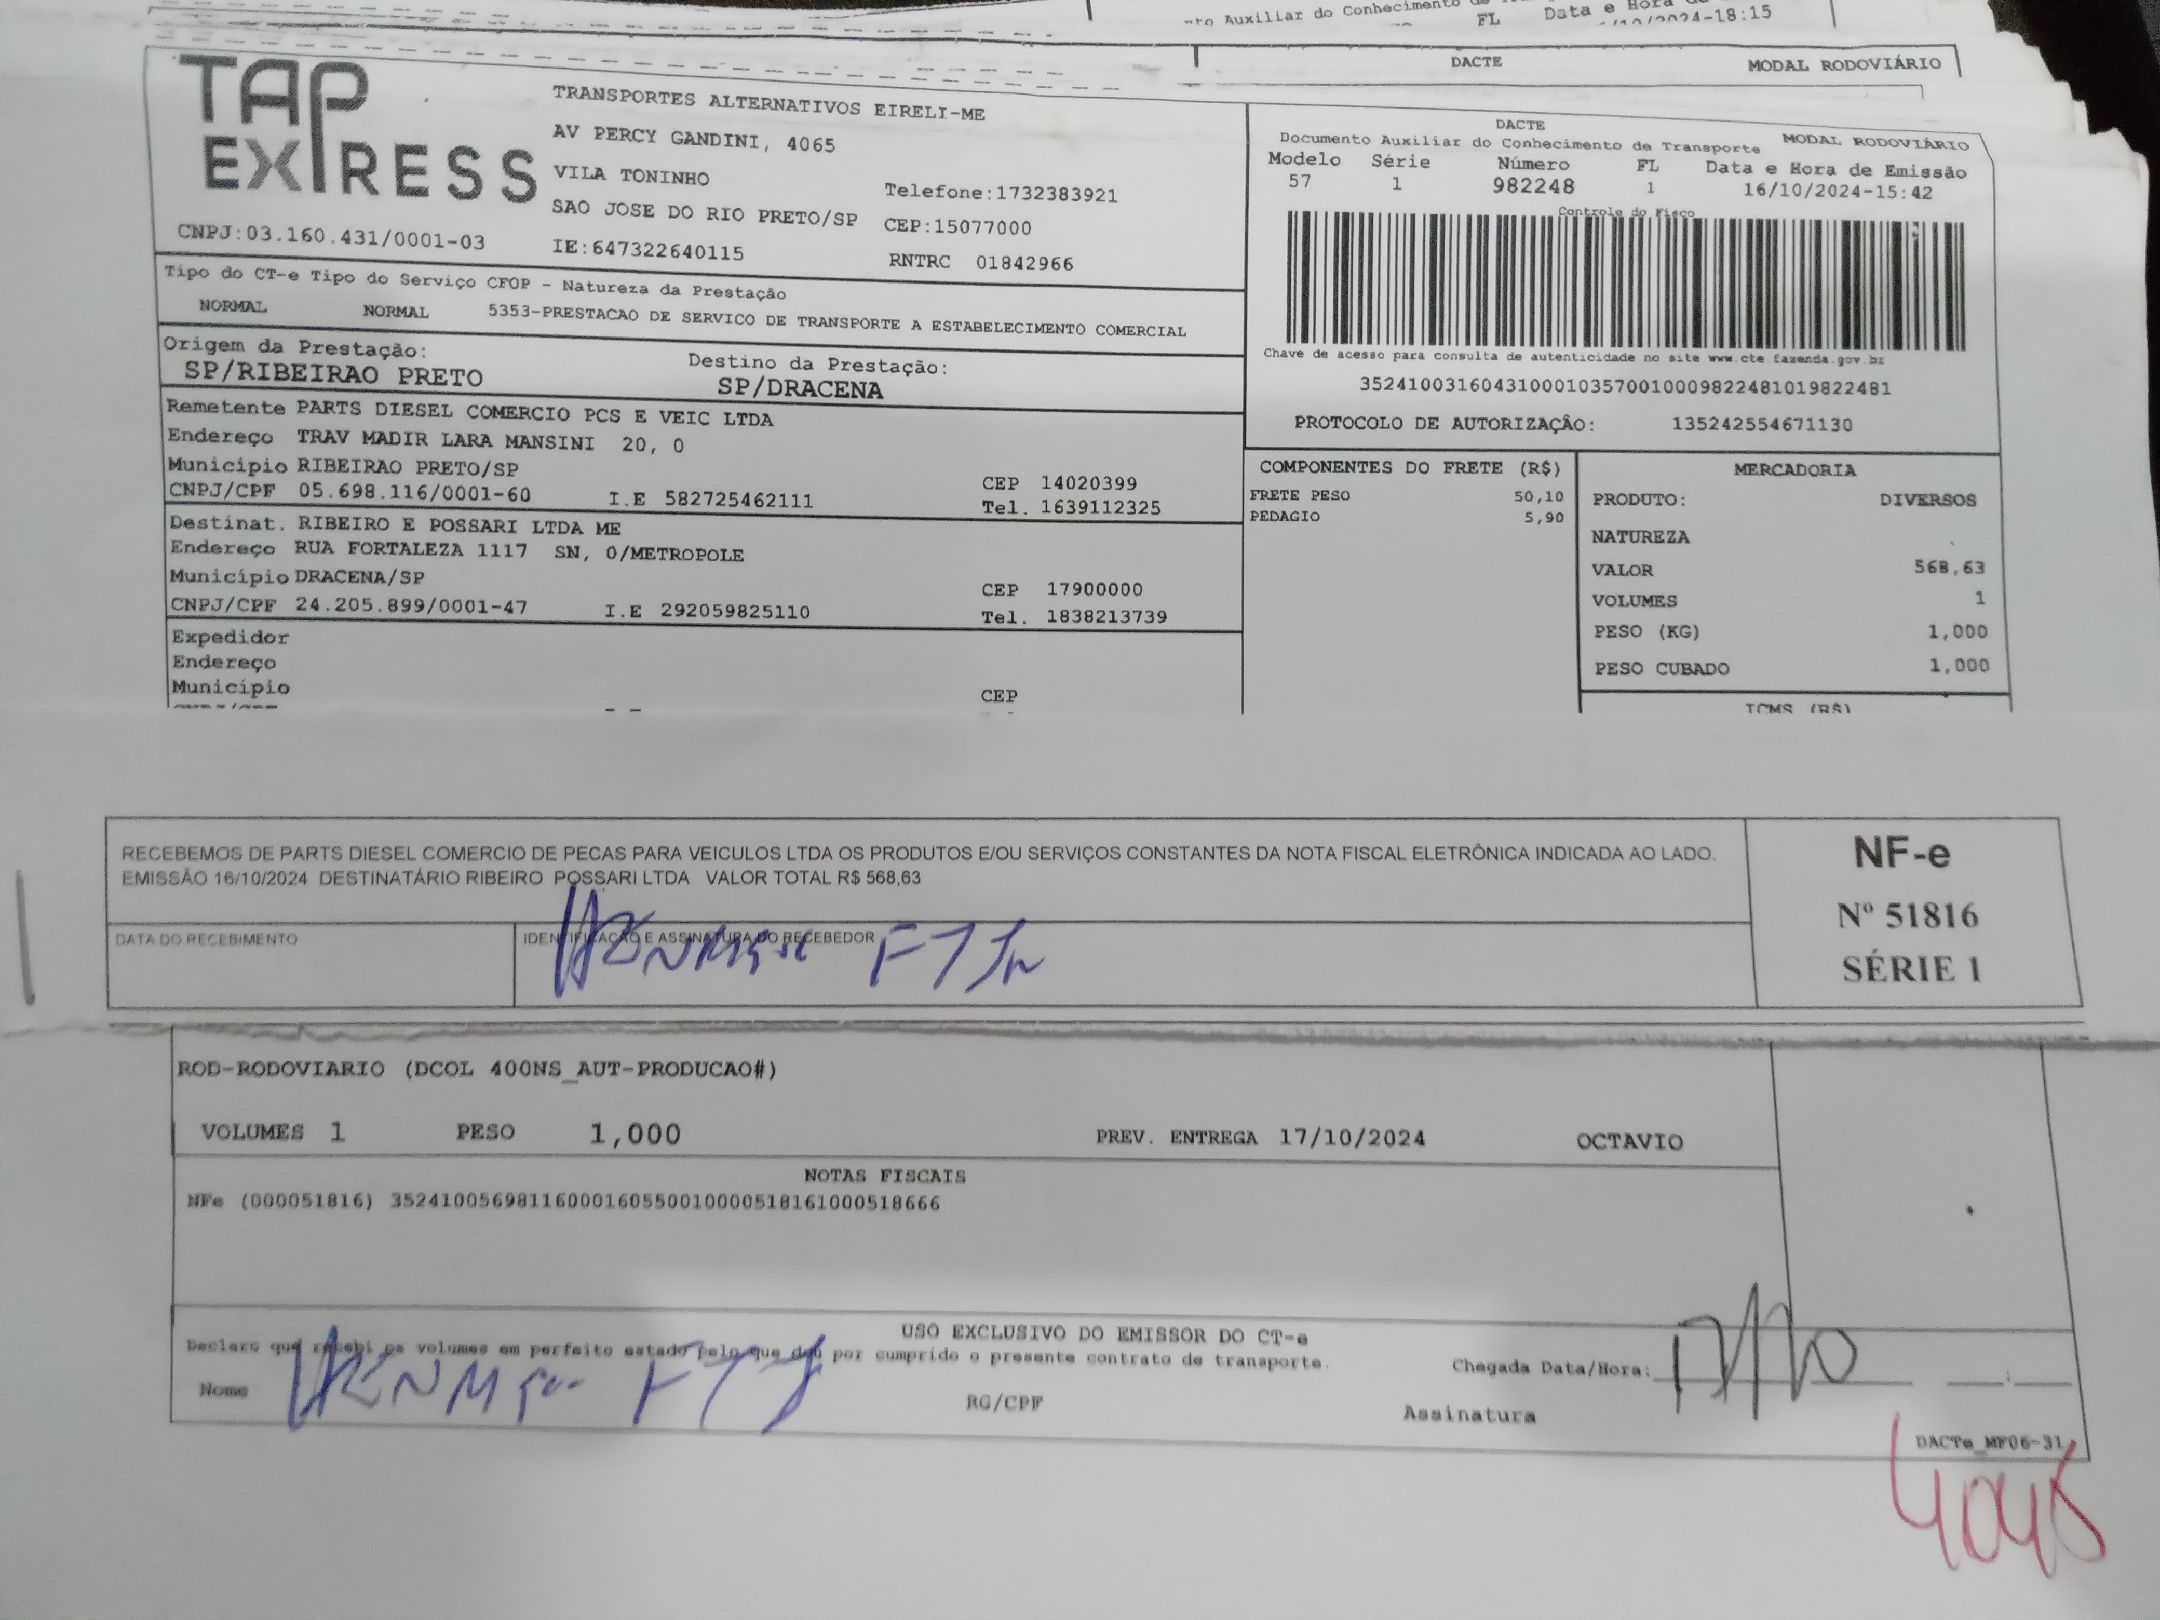 nto Auxiliar do Conhecimento
FL
Data e Hora
/10/2024-18:15
DACTE
MODAL RODOVIÁRIO
TAP
EXPRESS
CNPJ:03.160.431/0001-03
TRANSPORTES ALTERNATIVOS EIRELI-ME
AV PERCY GANDINI, 4065
VILA TONINHO
Telefone:1732383921
SAO JOSE DO RIO PRETO/SP
CEP:15077000
IE:647322640115
RNTRC 01842966
DACTE
Documento Auxiliar do Conhecimento de Transporte
MODAL RODOVIÁRIO
Modelo Série Número FL Data e Hora de Emissão
57 1 982248 1 16/10/2024-15:42
Controle do Fisco
Chave de acesso para consulta de autenticidade no site www.cte.fazenda.gov.br
35241003160431000103570010009822481019822481
PROTOCOLO DE AUTORIZAÇÃO: 135242554671130
Tipo do CT-e Tipo do Serviço CFOP - Natureza da Prestação
NORMAL NORMAL 5353-PRESTACAO DE SERVICO DE TRANSPORTE A ESTABELECIMENTO COMERCIAL
Origem da Prestação: Destino da Prestação:
SP/RIBEIRAO PRETO SP/DRACENA
Remetente PARTS DIESEL COMERCIO PCS E VEIC LTDA
Endereço TRAV MADIR LARA MANSINI 20, 0
Município RIBEIRAO PRETO/SP CEP 14020399
CNPJ/CPF 05.698.116/0001-60 I.E 582725462111 Tel. 1639112325
Destinat. RIBEIRO E POSSARI LTDA ME
Endereço RUA FORTALEZA 1117 SN, 0/METROPOLE
Município DRACENA/SP CEP 17900000
CNPJ/CPF 24.205.899/0001-47 I.E 292059825110 Tel. 1838213739
Expedidor
Endereço
Município CEP
COMPONENTES DO FRETE (R$)
FRETE PESO 50,10
PEDAGIO 5,90
MERCADORIA
PRODUTO: DIVERSOS
NATUREZA
VALOR 568,63
VOLUMES 1
PESO (KG) 1,000
PESO CUBADO 1,000
ICMS (R$)
RECEBEMOS DE PARTS DIESEL COMERCIO DE PECAS PARA VEICULOS LTDA OS PRODUTOS E/OU SERVIÇOS CONSTANTES DA NOTA FISCAL ELETRÔNICA INDICADA AO LADO.
EMISSÃO 16/10/2024 DESTINATÁRIO RIBEIRO POSSARI LTDA VALOR TOTAL R$ 568,63
DATA DO RECEBIMENTO
IDENTIFICAÇÃO E ASSINATURA DO RECEBEDOR
NF-e
Nº 51816
SÉRIE 1
ROD-RODOVIARIO (DCOL 400NS_AUT-PRODUCAO#)
VOLUMES 1 PESO 1,000 PREV. ENTREGA 17/10/2024 OCTAVIO
NOTAS FISCAIS
NFe (000051816) 35241005698116000160550010000518161000518666
USO EXCLUSIVO DO EMISSOR DO CT-e
Declaro que recebi os volumes em perfeito estado pelo que dou por cumprido o presente contrato de transporte.
Chegada Data/Hora: 17/10
Nome
RG/CPF
Assinatura
DACTe_MF06-31